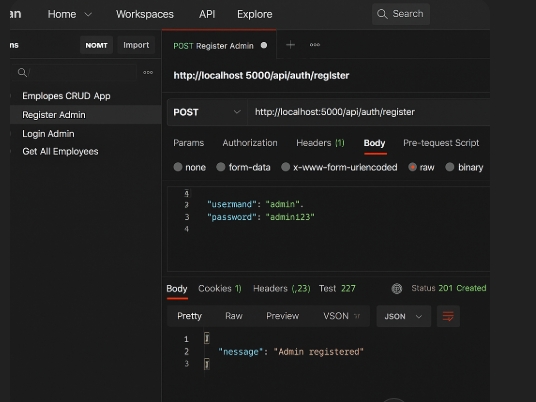 an Home Workspaces API Explore Search
ns NOMT Import POST Register Admin
http://localhost 5000/api/auth/register
Emplopes CRUD App
Register Admin
Login Admin
Get All Employees
POST http://localhost:5000/api/auth/register
Params Authorization Headers (1) Body Pre-tequest Script
none form-data x-www-form-uriencoded raw binary
1
2 "usermand": "admin".
3 "password": "admini23"
4
Body Cookies 1) Headers (,23) Test 227 Status 201 Created
Pretty Raw Preview VSON JSON
1 [
2 "nessage": "Admin registered"
3 ]